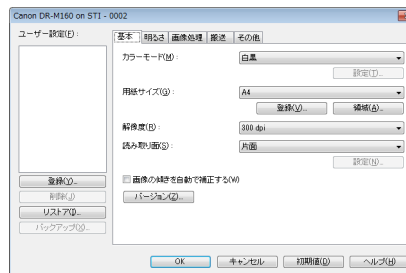 Canon DR-M160 on STI - 0002
ユーザー設定(F):
登録(Y)...
削除(J)
リストア(I)...
バックアップ(X)...
基本 明るさ 画像処理 搬送 その他
カラーモード(M): 白黒
設定(T)...
用紙サイズ(G): A4
登録(V)... 領域(A)...
解像度(R): 300 dpi
読み取り面(S): 片面
設定(N)...
画像の傾きを自動で補正する(W)
バージョン(Z)...
OK キャンセル 初期値(D) ヘルプ(H)